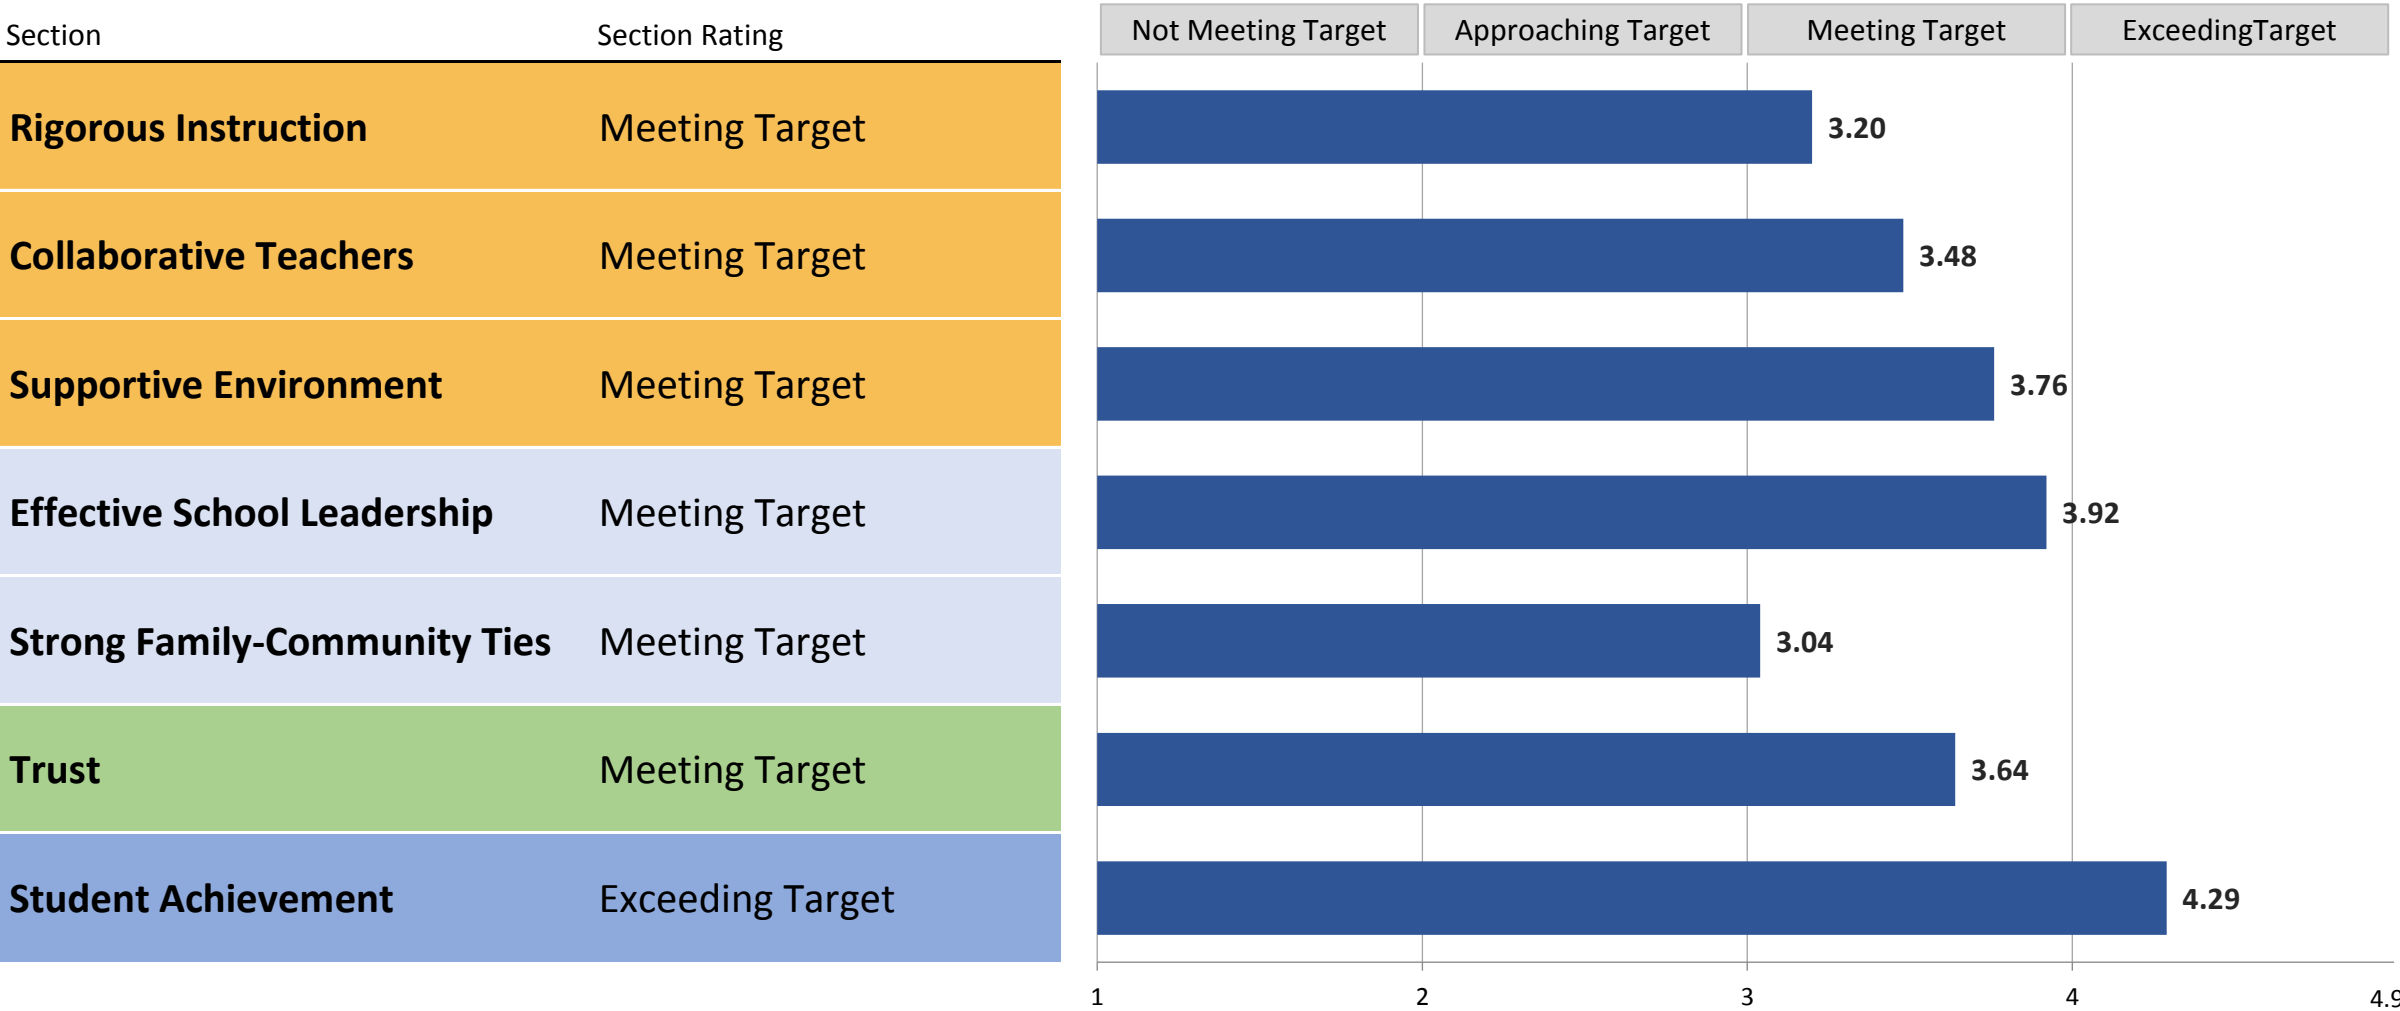 Section Section Rating Not Meeting Target Approaching Target Meeting Target ExceedingTarget
Rigorous Instruction Meeting Target 3.20
Collaborative Teachers Meeting Target 3.48
Supportive Environment Meeting Target 3.76
Effective School Leadership Meeting Target 3.92
Strong Family-Community Ties Meeting Target 3.04
Trust Meeting Target 3.64
Student Achievement Exceeding Target 4.29
1 2 3 4 4.9